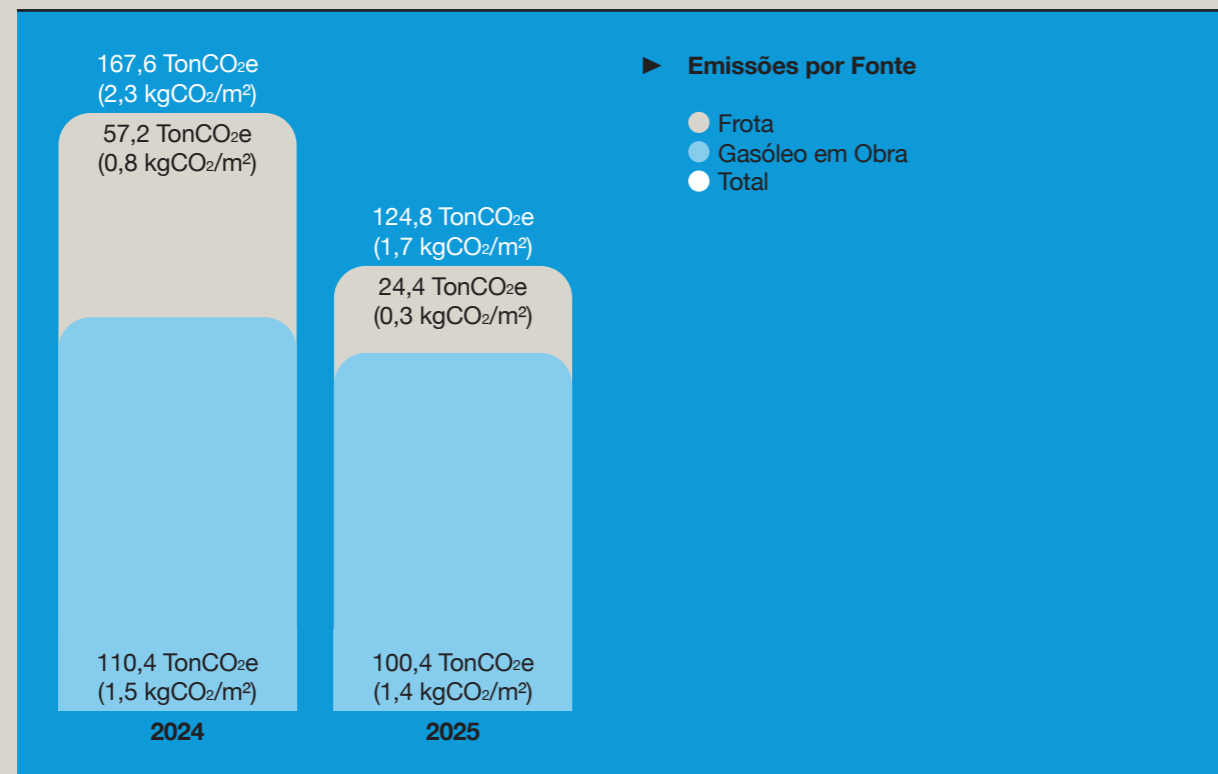 167,6 TonCO₂e
(2,3 kgCO₂/m²)
57,2 TonCO₂e
(0,8 kgCO₂/m²)
110,4 TonCO₂e
(1,5 kgCO₂/m²)
2024
124,8 TonCO₂e
(1,7 kgCO₂/m²)
24,4 TonCO₂e
(0,3 kgCO₂/m²)
100,4 TonCO₂e
(1,4 kgCO₂/m²)
2025
► Emissões por Fonte
Frota
Gasóleo em Obra
Total